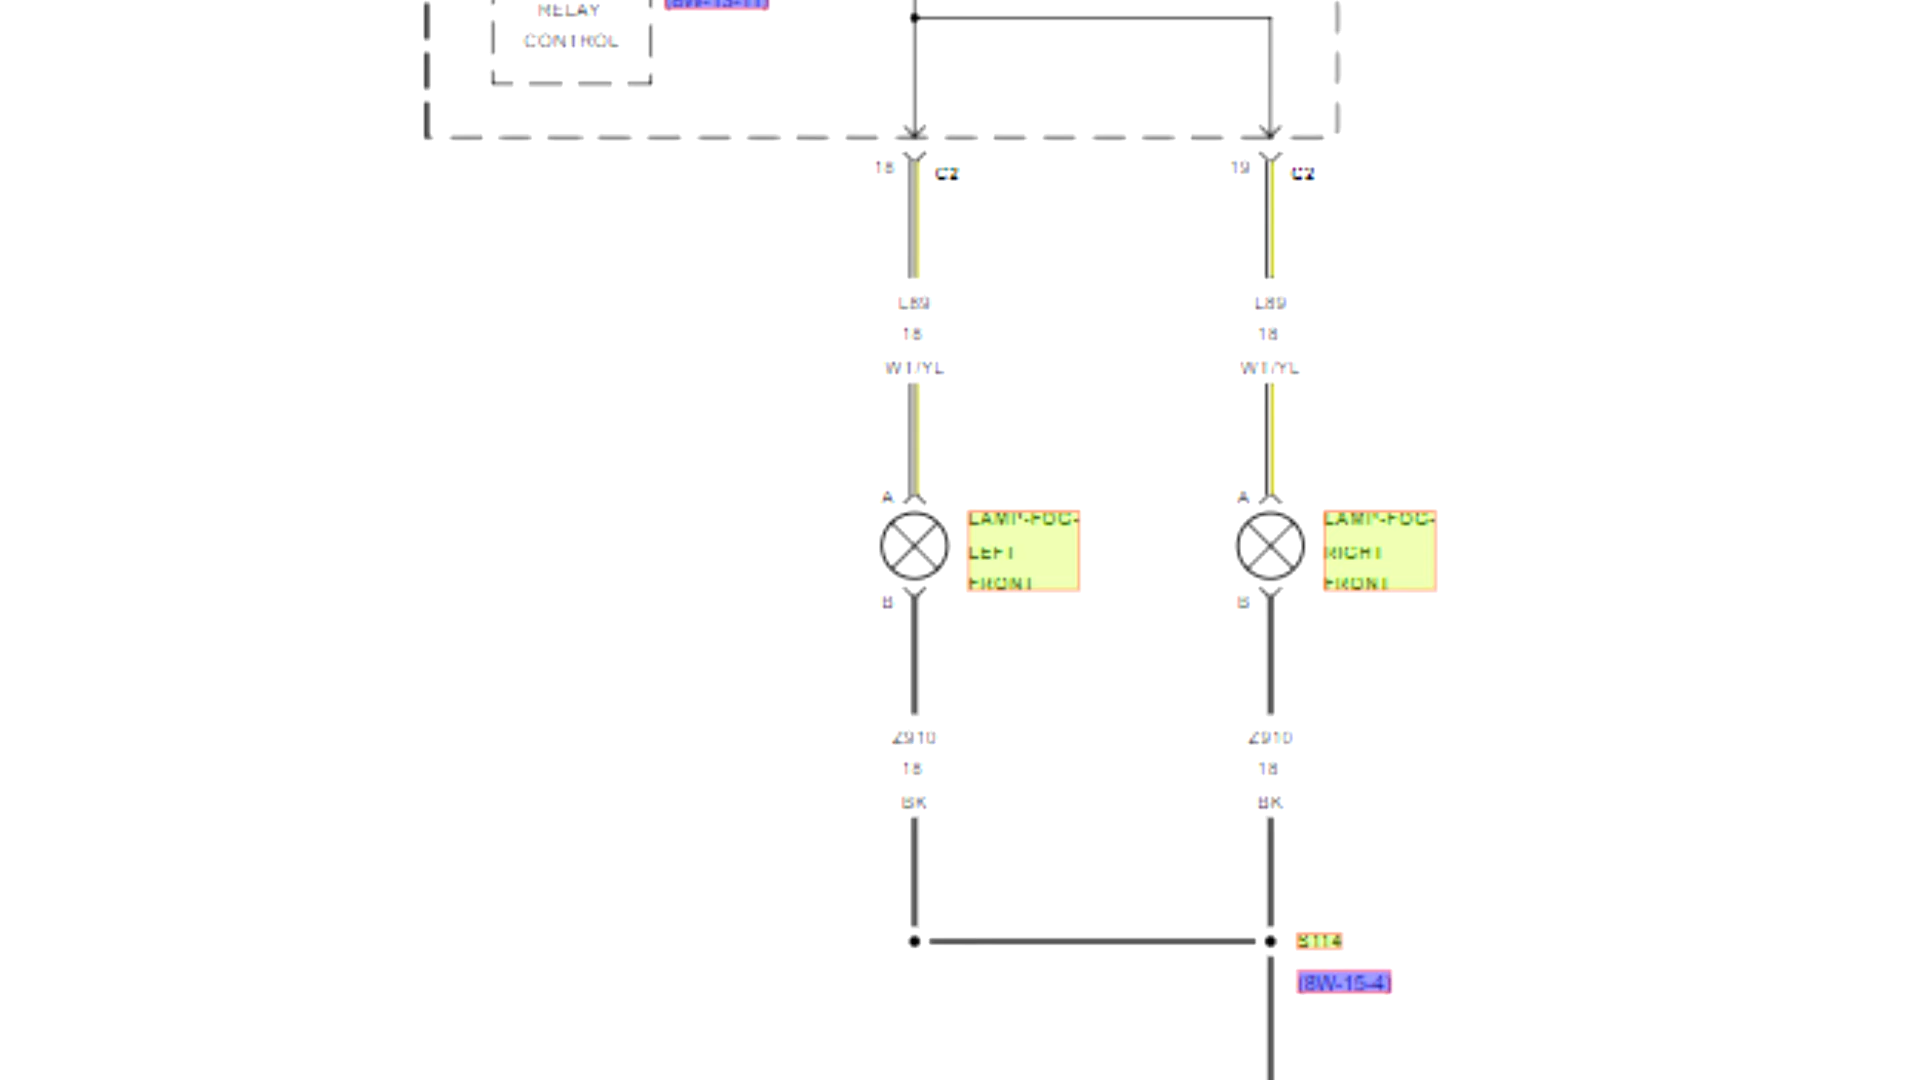 RELAY
CONTROL
18 C2
19 C2
L89
18
WT/YL
L89
18
WT/YL
A
LAMP-FOG-
LEFT
FRONT
B
A
LAMP-FOG-
RIGHT
FRONT
B
Z910
18
BK
Z910
18
BK
S114
(8W-15-4)